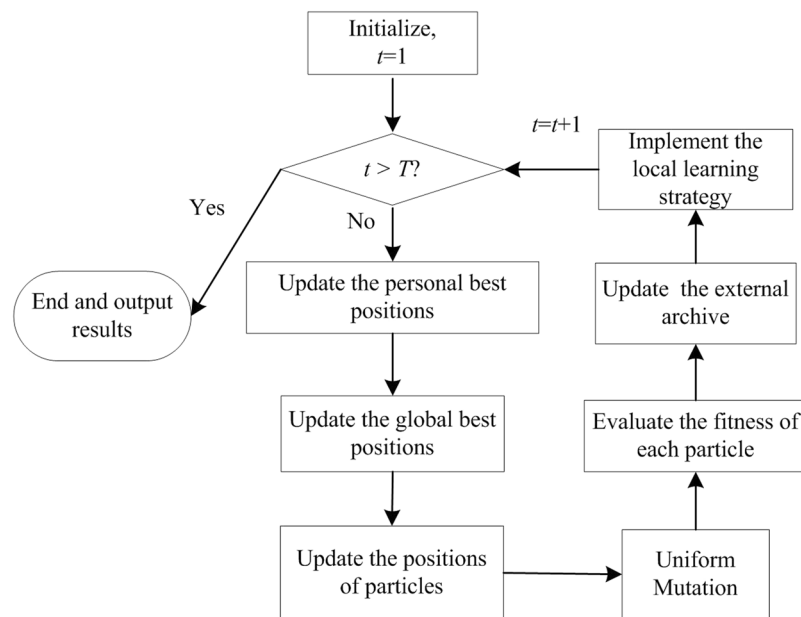 Initialize,
t=1
t > T?
Yes
No
End and output
results
Update the personal best
positions
Update the global best
positions
Update the positions
of particles
Uniform
Mutation
Evaluate the fitness of
each particle
Update the external
archive
Implement the
local learning
strategy
t=t+1